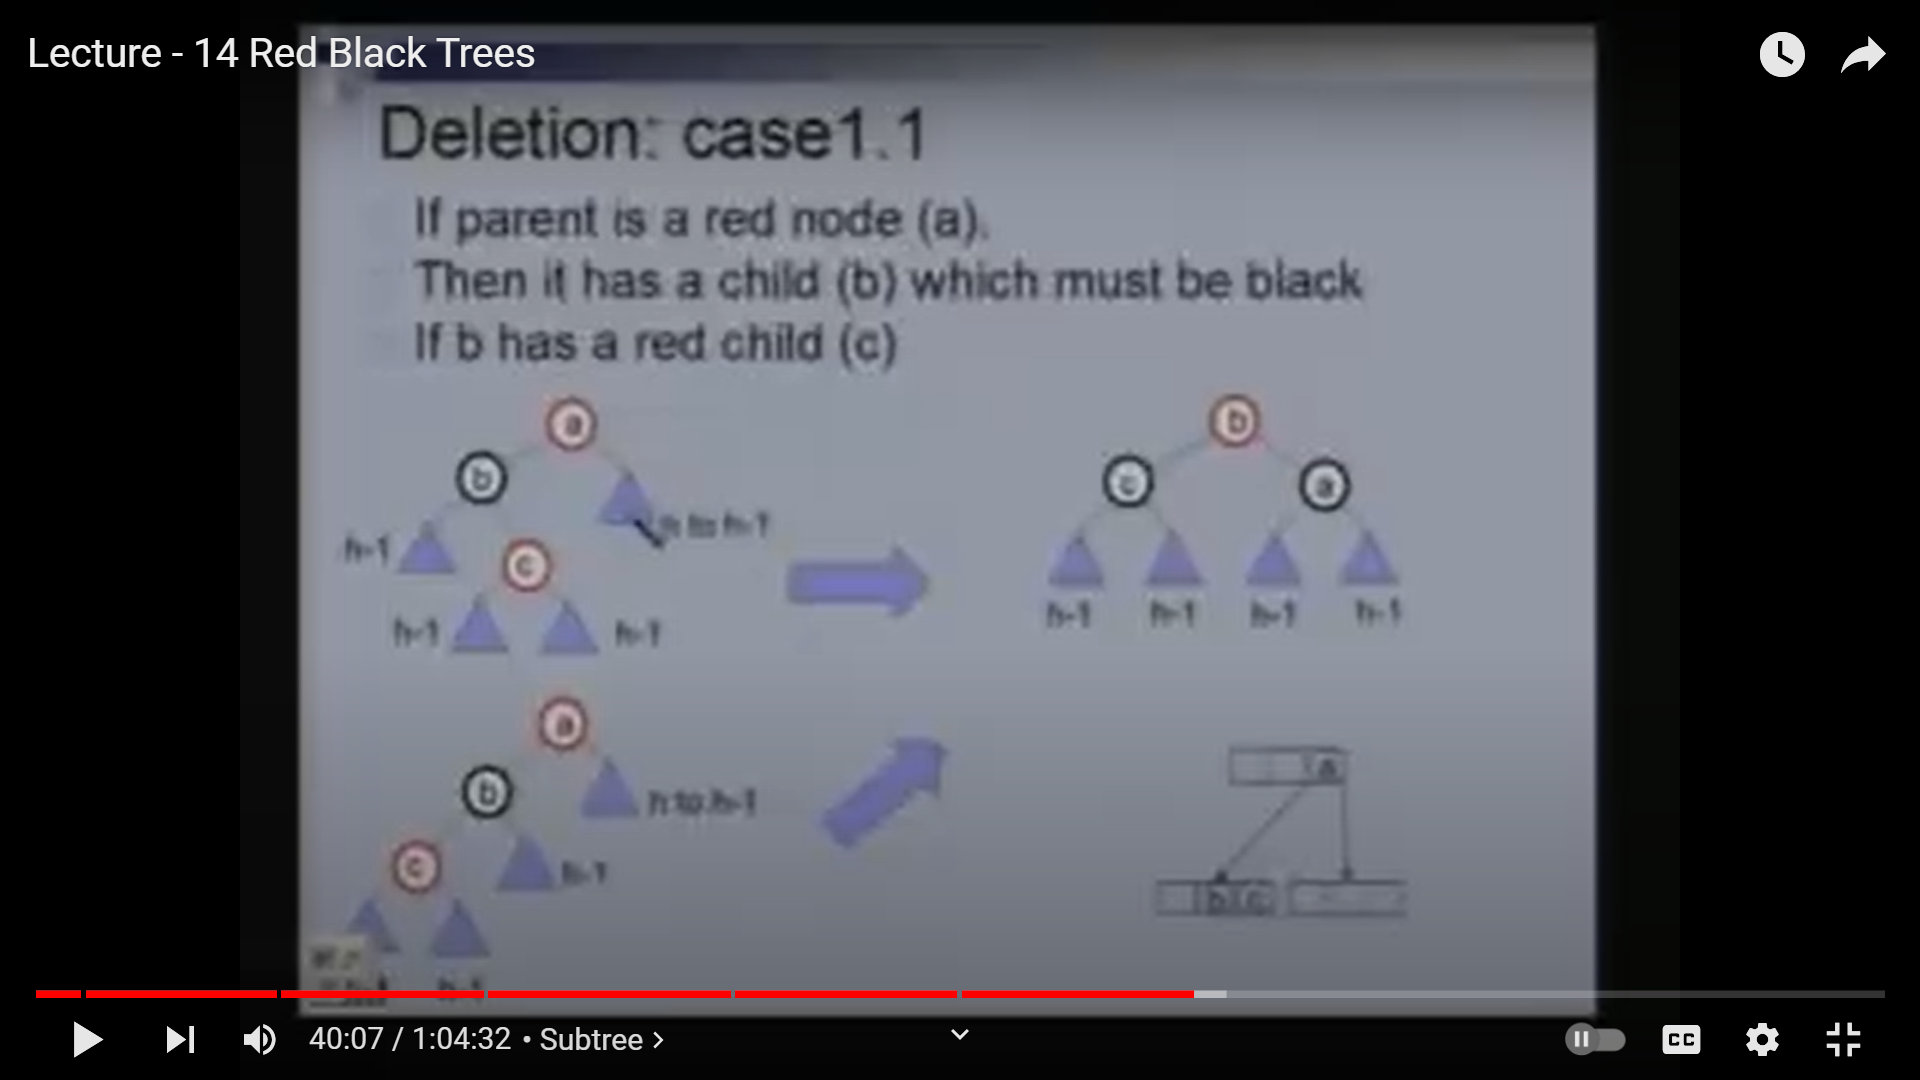 Lecture - 14 Red Black Trees
Deletion: case1.1
If parent is a red node (a).
Then it has a child (b) which must be black
If b has a red child (c)
a
b
b
c
a
h-1
h to h-1
c
h-1
h-1
h-1
h-1
h-1
h-1
a
a
b
h to h-1
c
h-1
b c
h-1
40:07 / 1:04:32 • Subtree >
CC